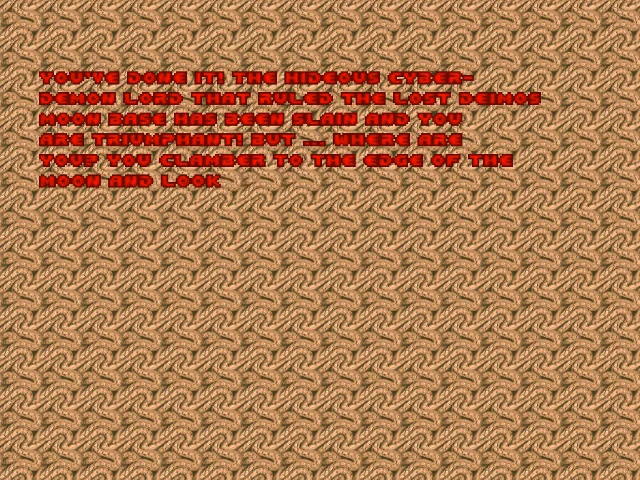 YOU'VE DONE IT! THE HIDEOUS CYBER-
DEMON LORD THAT RULED THE LOST DEIMOS
MOON BASE HAS BEEN SLAIN AND YOU
ARE TRIUMPHANT! BUT ... WHERE ARE
YOU? YOU CLAMBER TO THE EDGE OF THE
MOON AND LOOK